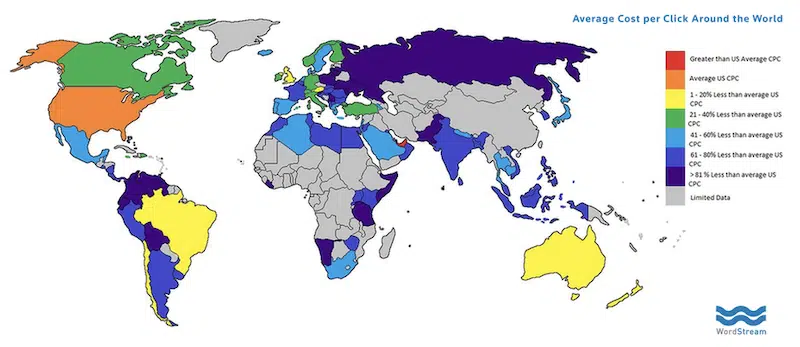 Average Cost per Click Around the World
Greater than US Average CPC
Average US CPC
1 - 20% Less than average US
CPC
21 - 40% Less than average US
CPC
41 - 60% Less than average US
CPC
61 - 80% Less than average US
CPC
> 81 % Less than average US
CPC
Limited Data
WordStream